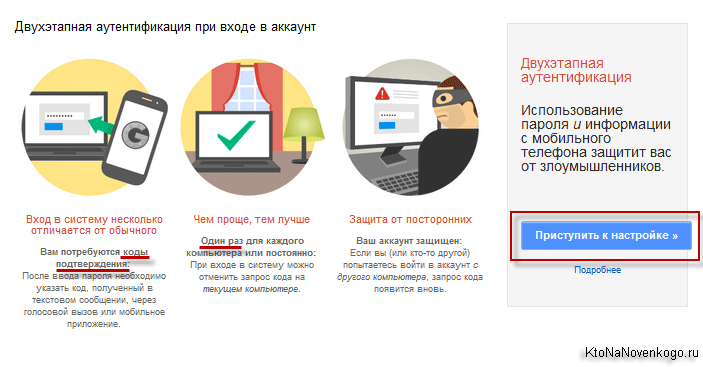 Двухэтапная аутентификация при входе в аккаунт
G
Вход в систему несколько
отличается от обычного
Вам потребуются коды
подтверждения:
После ввода пароля необходимо
указать код, полученный в
текстовом сообщении, через
голосовой вызов или мобильное
приложение.
Чем проще, тем лучше
Один раз для каждого
компьютера или постоянно:
При входе в систему можно
отменить запрос кода на
текущем компьютере.
Защита от посторонних
Ваш аккаунт защищен:
Если вы (или кто-то другой)
попытаетесь войти в аккаунт с
другого компьютера, запрос кода
появится вновь.
Двухэтапная
аутентификация
Использование
пароля и информации
с мобильного
телефона защитит вас
от злоумышленников.
Приступить к настройке »
Подробнее
KtoNaNovenkogo.ru